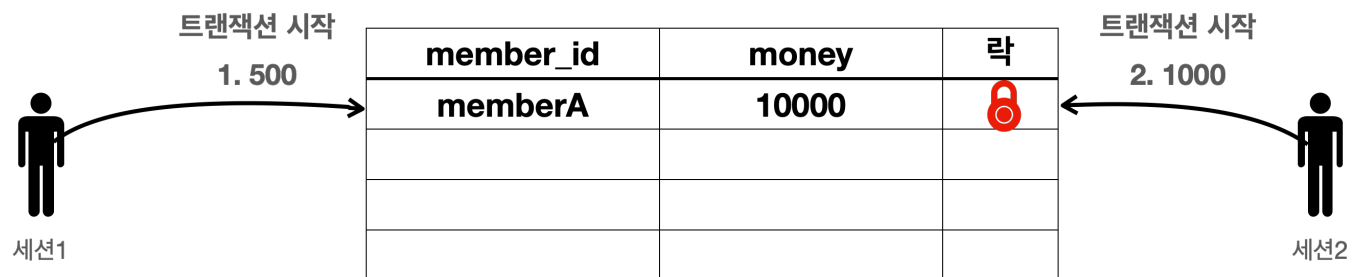 트랜잭션 시작
1. 500
세션1
member_id money 락
memberA 10000
트랜잭션 시작
2. 1000
세션2